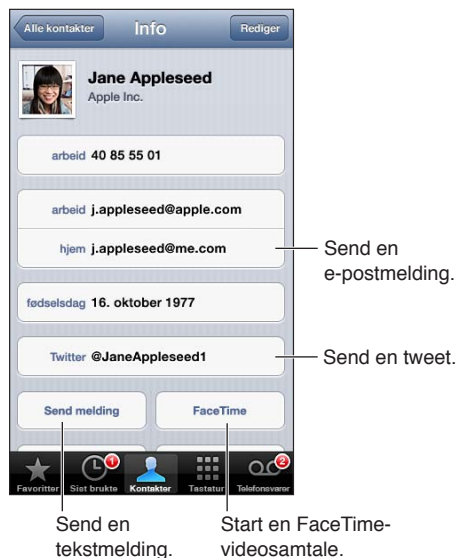 Alle kontakter Info Rediger
Jane Appleseed
Apple Inc.
arbeid 40 85 55 01
arbeid j.appleseed@apple.com
hjem j.appleseed@me.com
Send en
e-postmelding.
fødselsdag 16. oktober 1977
Twitter @JaneAppleseed1
Send en tweet.
Send melding FaceTime
1 2
Favoritter Sist brukte Kontakter Tastatur Telefonsvarer
Send en
tekstmelding.
Start en FaceTime-
videosamtale.